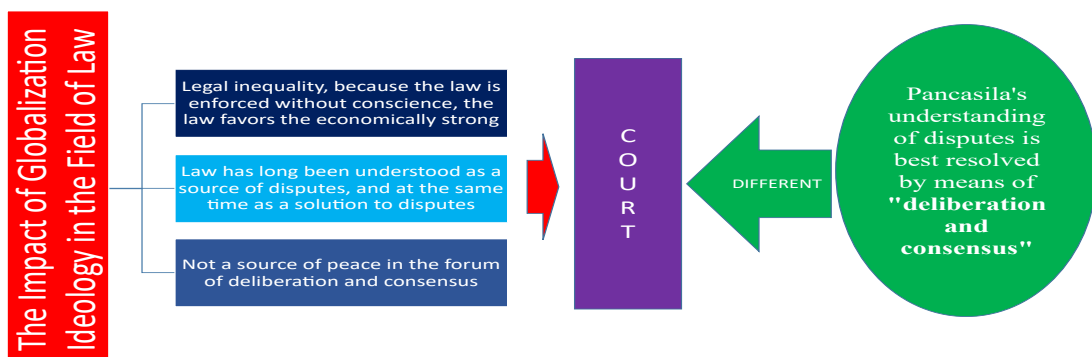 The Impact of Globalization
Ideology in the Field of Law
Legal inequality, because the law is
enforced without conscience, the
law favors the economically strong
Law has long been understood as a
source of disputes, and at the same
time as a solution to disputes
Not a source of peace in the forum
of deliberation and consensus
C
O
U
R
T
DIFFERENT
Pancasila's
understanding
of disputes is
best resolved
by means of
"deliberation
and
consensus"